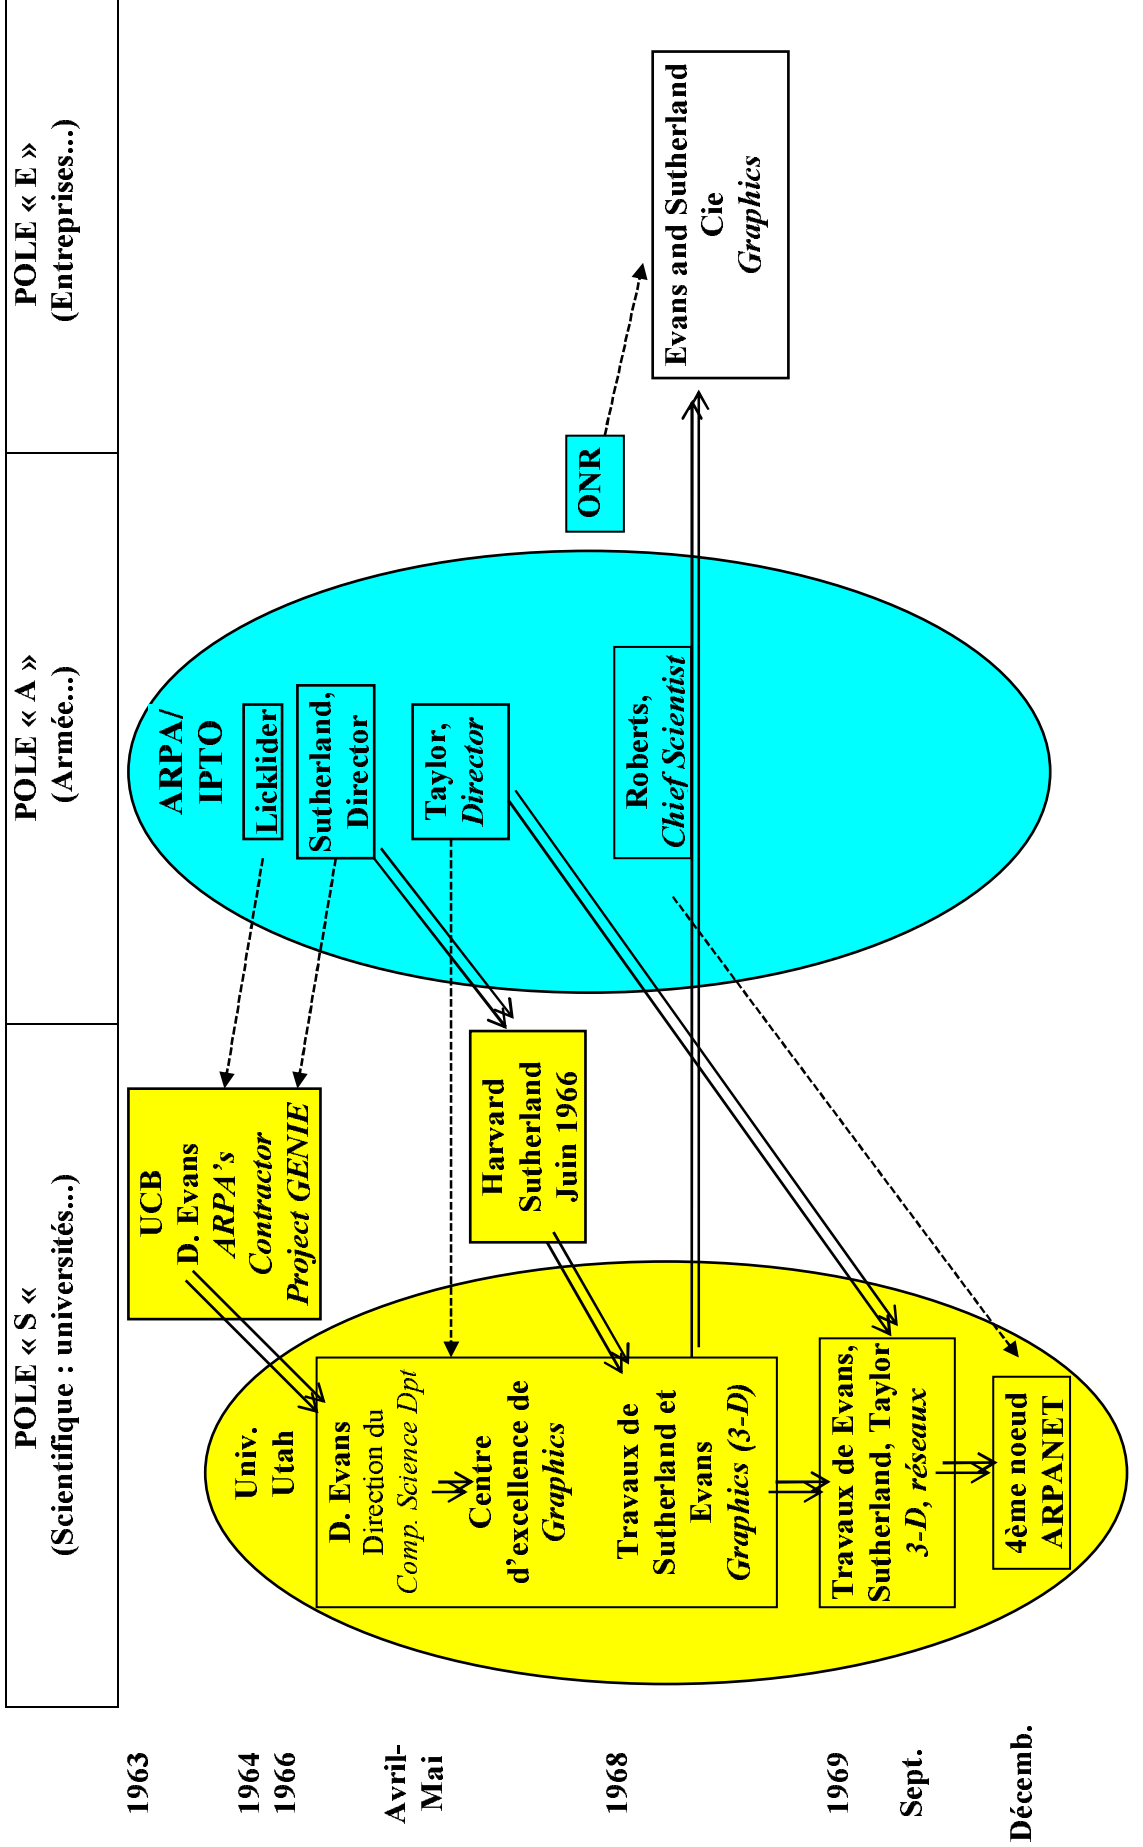 POLE « S «
(Scientifique : universités...)
POLE « A »
(Armée...)
POLE « E »
(Entreprises...)
1963
1964
1966
Avril-
Mai
1968
1969
Sept.
Décemb.
UCB
D. Evans
ARPA's
Contractor
Project GENIE
Univ.
Utah
D. Evans
Direction du
Comp. Science Dpt
Centre
d'excellence de
Graphics
Travaux de
Sutherland et
Evans
Graphics (3-D)
Travaux de Evans,
Sutherland, Taylor
3-D, réseaux
4ème noeud
ARPANET
Harvard
Sutherland
Juin 1966
ARPA/
IPTO
Licklider
Sutherland,
Director
Taylor,
Director
Roberts,
Chief Scientist
ONR
Evans and Sutherland
Cie
Graphics